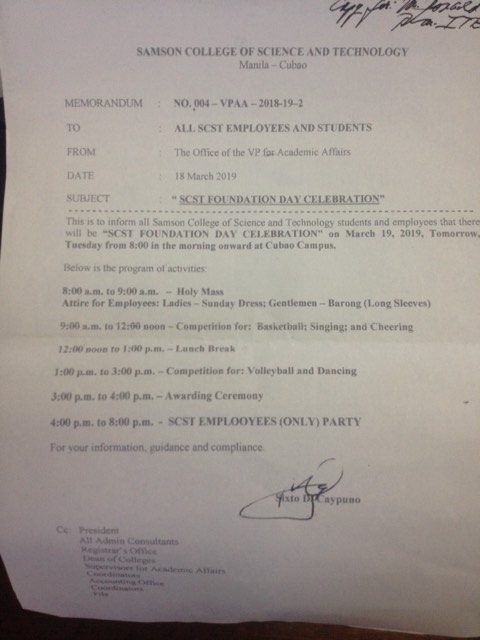 Cpy for: Mr. Donald
SAMSON COLLEGE OF SCIENCE AND TECHNOLOGY
Manila – Cubao
MEMORANDUM : NO. 004 – VPAA – 2018-19–2
TO : ALL SCST EMPLOYEES AND STUDENTS
FROM : The Office of the VP for Academic Affairs
DATE : 18 March 2019
SUBJECT : " SCST FOUNDATION DAY CELEBRATION"
This is to inform all Samson College of Science and Technology students and employees that there
will be "SCST FOUNDATION DAY CELEBRATION" on March 19, 2019, Tomorrow,
Tuesday from 8:00 in the morning onward at Cubao Campus.
Below is the program of activities:
8:00 a.m. to 9:00 a.m. – Holy Mass
Attire for Employees: Ladies – Sunday Dress; Gentlemen – Barong (Long Sleeves)
9:00 a.m. to 12:00 noon – Competition for: Basketball; Singing; and Cheering
12:00 noon to 1:00 p.m. – Lunch Break
1:00 p.m. to 3:00 p.m. – Competition for: Volleyball and Dancing
3:00 p.m. to 4:00 p.m. – Awarding Ceremony
4:00 p.m. to 8:00 p.m. - SCST EMPLOOYEES (ONLY) PARTY
For your information, guidance and compliance.
Sixto D. Caypuno
Cc: President
All Admin Consultants
Registrar's Office
Dean of Colleges
Supervisors for Academic Affairs
Coordinators
Accounting Office
Coordinators
File